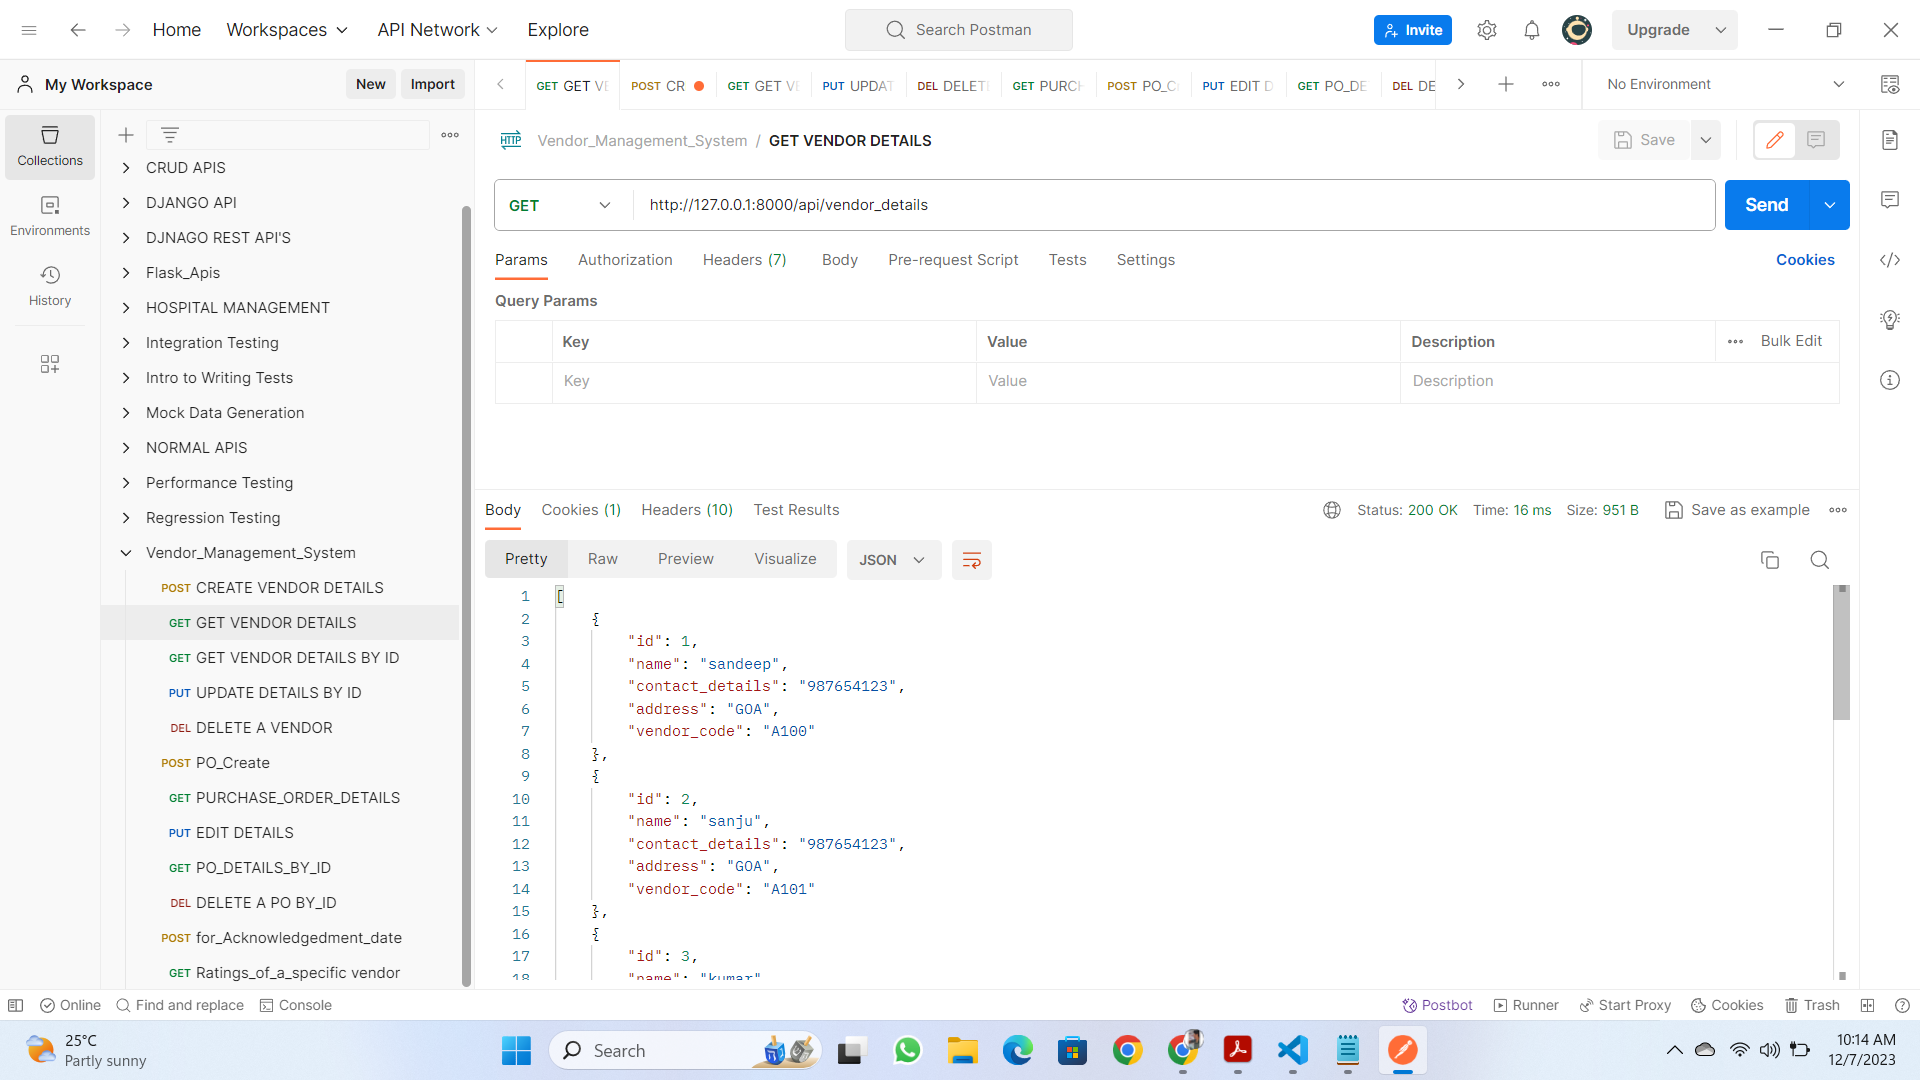 Home Workspaces API Network Explore Search Postman Invite Upgrade
My Workspace New Import GET GET VE POST CR GET GET VE PUT UPDAT DEL DELETE GET PURCH POST PO_C PUT EDIT D GET PO_DE DEL DE No Environment
Collections
Environments
History
CRUD APIS
DJANGO API
DJNAGO REST API'S
Flask_Apis
HOSPITAL MANAGEMENT
Integration Testing
Intro to Writing Tests
Mock Data Generation
NORMAL APIS
Performance Testing
Regression Testing
Vendor_Management_System
POST CREATE VENDOR DETAILS
GET GET VENDOR DETAILS
GET GET VENDOR DETAILS BY ID
PUT UPDATE DETAILS BY ID
DEL DELETE A VENDOR
POST PO_Create
GET PURCHASE_ORDER_DETAILS
PUT EDIT DETAILS
GET PO_DETAILS_BY_ID
DEL DELETE A PO BY_ID
POST for_Acknowledgedment_date
GET Ratings_of_a_specific vendor
HTTP Vendor_Management_System / GET VENDOR DETAILS Save
GET http://127.0.0.1:8000/api/vendor_details Send
Params Authorization Headers (7) Body Pre-request Script Tests Settings Cookies
Query Params
Key Value Description Bulk Edit
Key Value Description
Body Cookies (1) Headers (10) Test Results Status: 200 OK Time: 16 ms Size: 951 B Save as example
Pretty Raw Preview Visualize JSON
1 [
2 {
3 "id": 1,
4 "name": "sandeep",
5 "contact_details": "987654123",
6 "address": "GOA",
7 "vendor_code": "A100"
8 },
9 {
10 "id": 2,
11 "name": "sanju",
12 "contact_details": "987654123",
13 "address": "GOA",
14 "vendor_code": "A101"
15 },
16 {
17 "id": 3,
18 "name": "kumar"
Online Find and replace Console Postbot Runner Start Proxy Cookies Trash
25°C
Partly sunny
Search
10:14 AM
12/7/2023